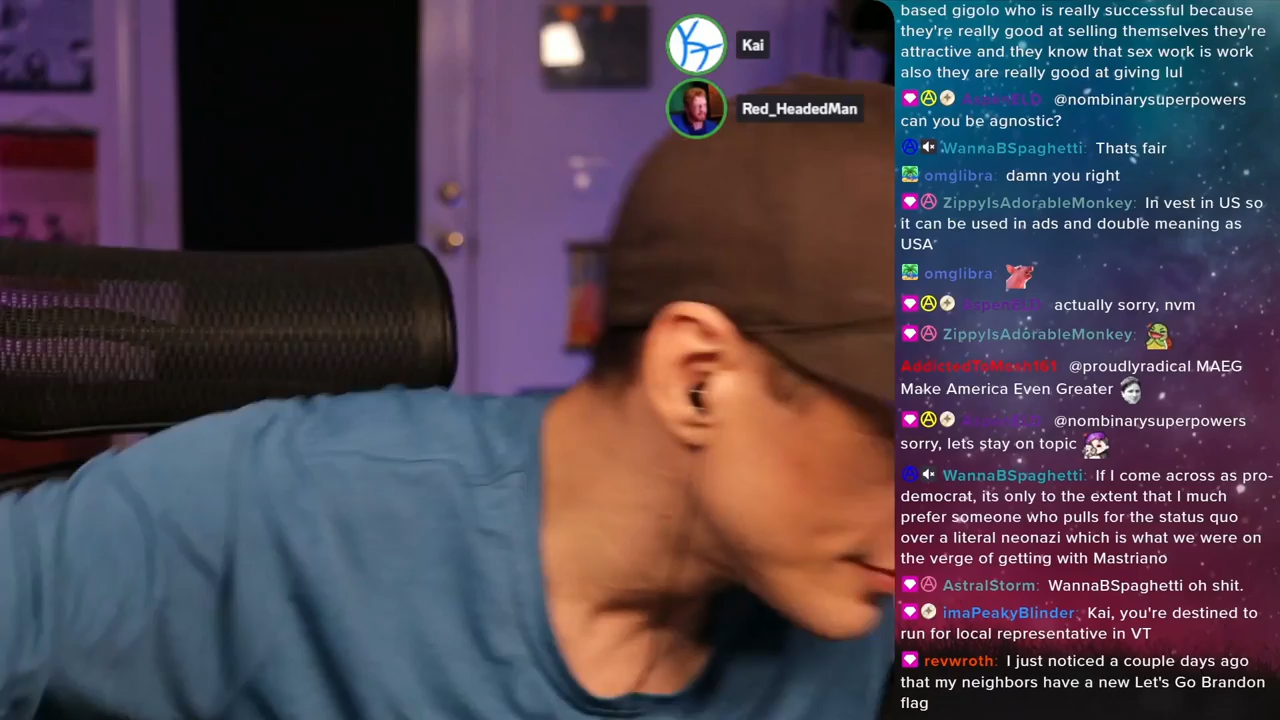 Kai
Red_HeadedMan
based gigolo who is really successful because
they're really good at selling themselves they're
attractive and they know that sex work is work
also they are really good at giving lul
AspenELD @nombinarysuperpowers
can you be agnostic?
WannaBSpaghetti: Thats fair
omglibra: damn you right
ZippyIsAdorableMonkey: In vest in US so
it can be used in ads and double meaning as
USA
omglibra
actually sorry, nvm
ZippyIsAdorableMonkey:
@proudlyradical MAEG
Make America Even Greater
@nombinarysuperpowers
sorry, lets stay on topic
WannaBSpaghetti: If I come across as pro-
democrat, its only to the extent that I much
prefer someone who pulls for the status quo
over a literal neonazi which is what we were on
the verge of getting with Mastriano
AstralStorm: WannaBSpaghetti oh shit.
imaPeakyBlinder: Kai, you're destined to
run for local representative in VT
revwroth: I just noticed a couple days ago
that my neighbors have a new Let's Go Brandon
flag